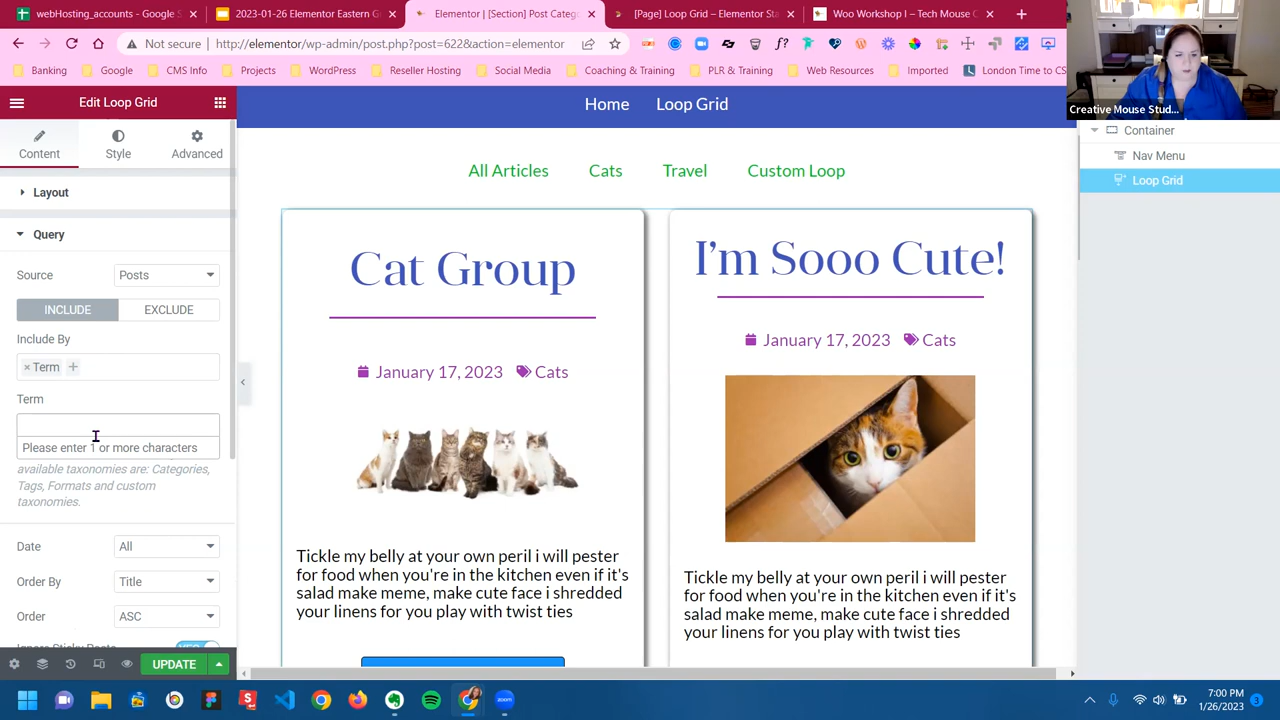 webHosting_accounts - Google S
2023-01-26 Elementor Eastern G
Elementor | [Section] Post Categ
[Page] Loop Grid – Elementor Sta
Woo Workshop I – Tech Mouse C
Not secure
http://elementor/wp-admin/post.php?post=6
&action=elementor
Banking
Google
CMS Info
Projects
WordPress
Media
Coaching & Training
PLR & Training
Web
Imported
London Time to CS
Creative Mouse Stud...
Edit Loop Grid
Home
Loop Grid
Container
Content
Style
Advanced
Nav Menu
Loop Grid
All Articles
Cats
Travel
Custom Loop
Layout
Query
Source
Posts
INCLUDE
EXCLUDE
Include By
× Term +
Term
Please enter 1 or more characters
available taxonomies are: Categories,
Tags, Formats and custom
taxonomies.
Date
All
Order By
Title
Order
ASC
Ignore Sticky Posts
UPDATE
Cat Group
January 17, 2023
Cats
Tickle my belly at your own peril i will pester
for food when you're in the kitchen even if it's
salad make meme, make cute face i shredded
your linens for you play with twist ties
I'm Sooo Cute!
January 17, 2023
Cats
Tickle my belly at your own peril i will pester
for food when you're in the kitchen even if it's
salad make meme, make cute face i shredded
your linens for you play with twist ties
zoom
7:00 PM
1/26/2023
3